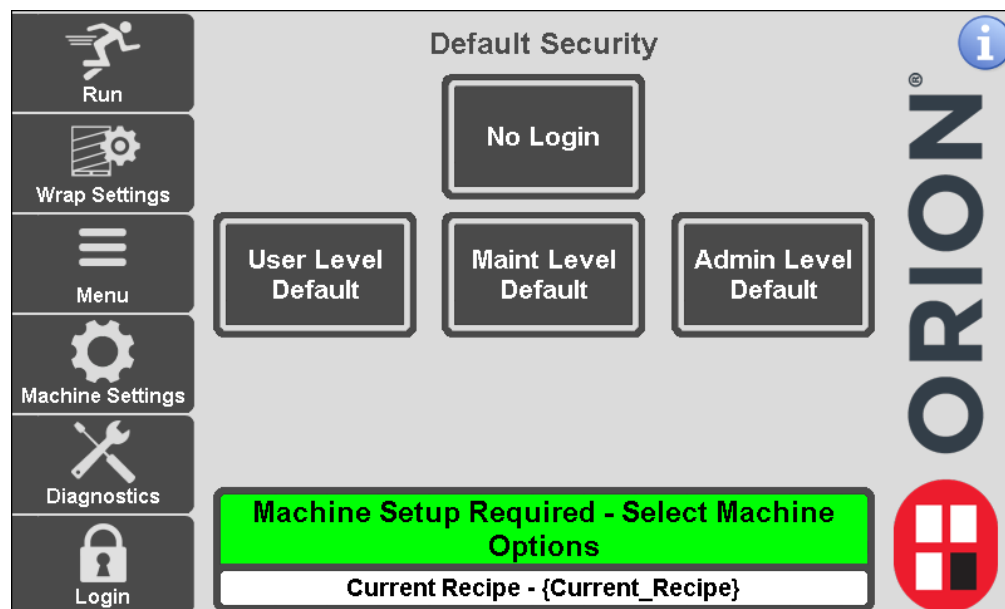 Default Security
Run
No Login
Wrap Settings
User Level
Default
Maint Level
Default
Admin Level
Default
Menu
Machine Settings
Diagnostics
Machine Setup Required - Select Machine
Options
Current Recipe - {Current_Recipe}
Login
i
ORION®